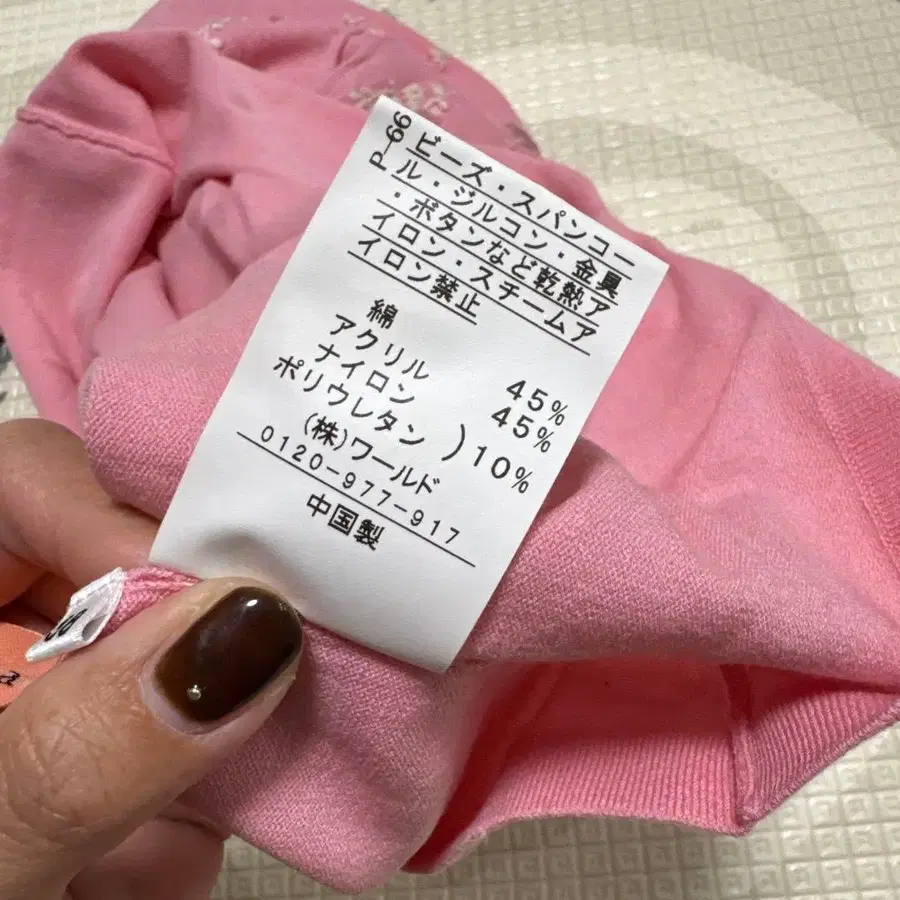 P-66
ビーズ・スパンコー
ル・ジルコン・金具
・ボタンなど乾熱ア
イロン・スチームア
イロン禁止
綿 45%
アクリル 45%
ナイロン
ポリウレタン ) 10%
(株)ワールド
0120-977-917
中国製
a